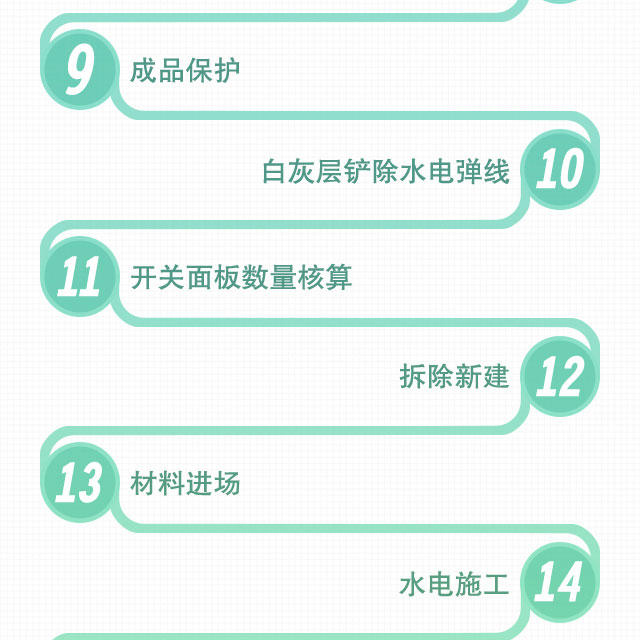 9
成品保护
白灰层铲除水电弹线
10
11
开关面板数量核算
拆除新建
12
13
材料进场
水电施工
14